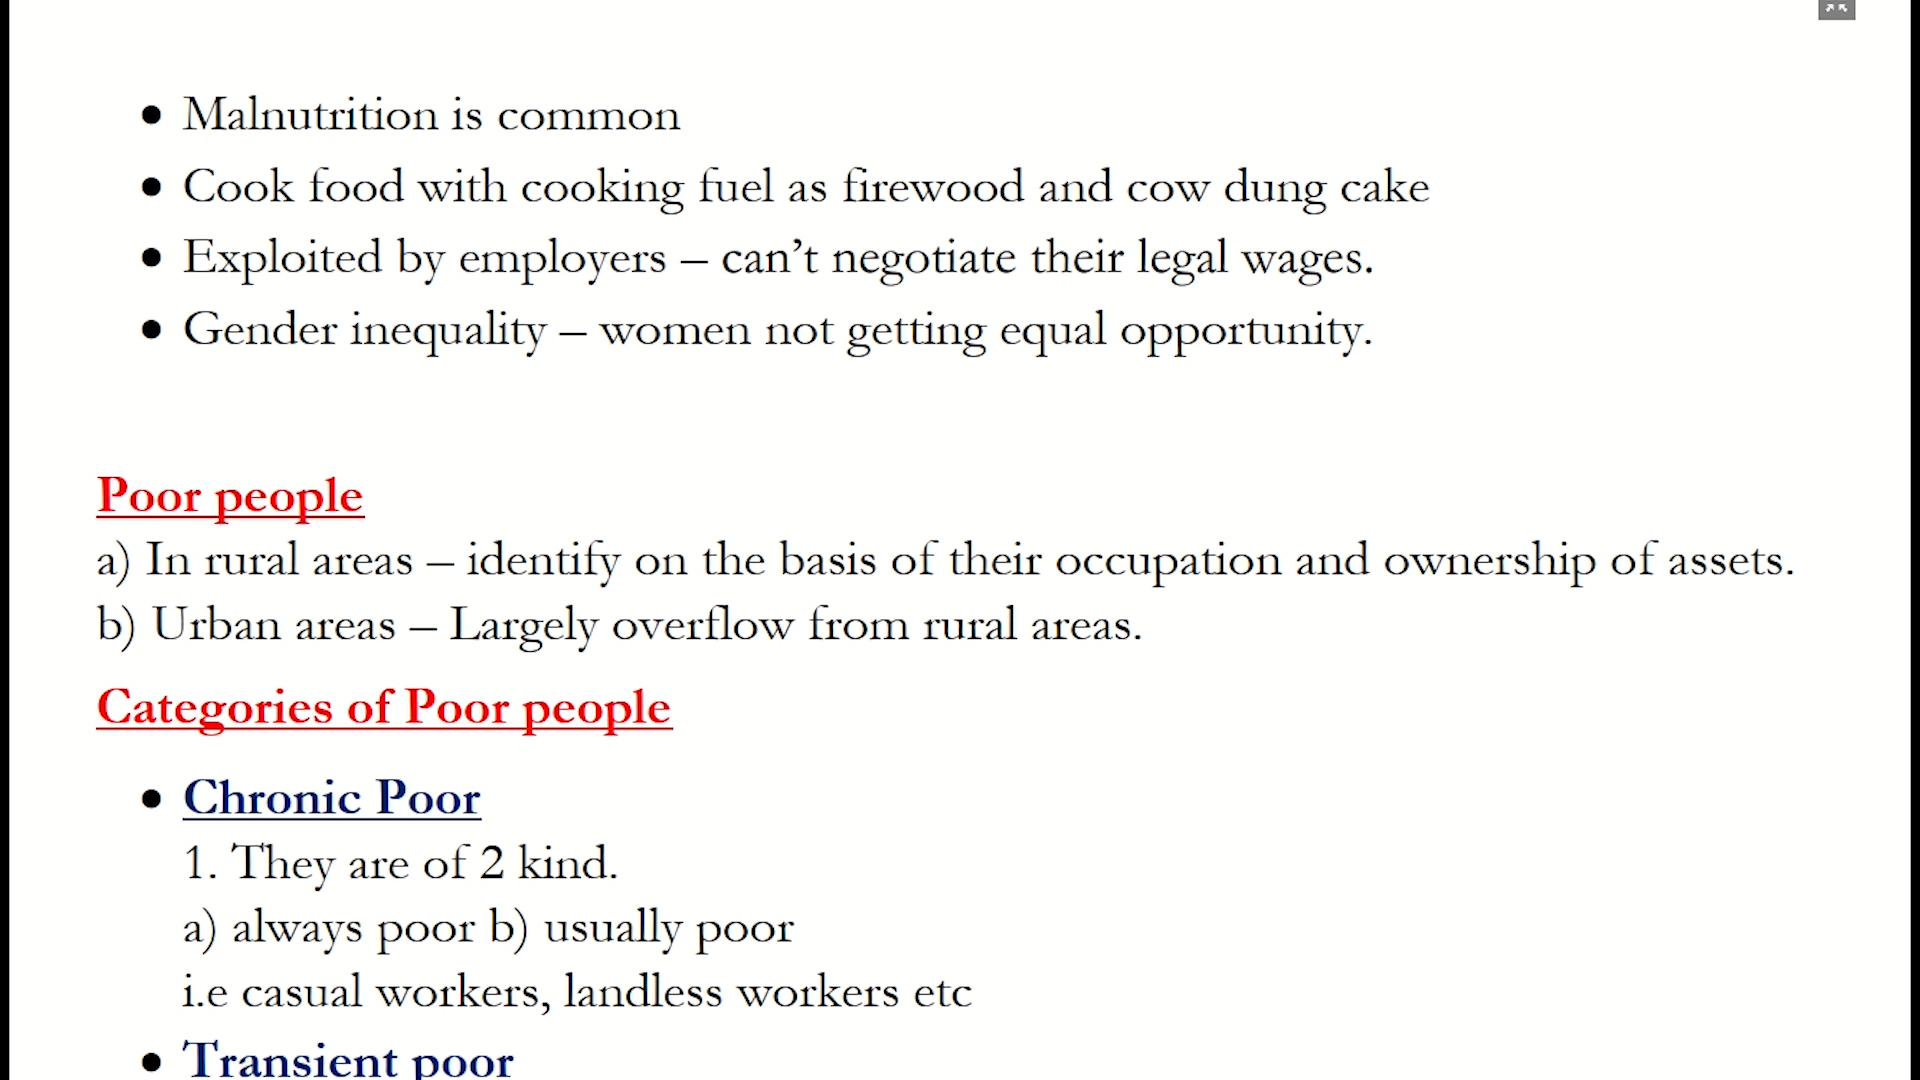 • Malnutrition is common
• Cook food with cooking fuel as firewood and cow dung cake
• Exploited by employers – can’t negotiate their legal wages.
• Gender inequality – women not getting equal opportunity.
Poor people
a) In rural areas – identify on the basis of their occupation and ownership of assets.
b) Urban areas – Largely overflow from rural areas.
Categories of Poor people
• Chronic Poor
1. They are of 2 kind.
a) always poor b) usually poor
i.e casual workers, landless workers etc
• Transient poor